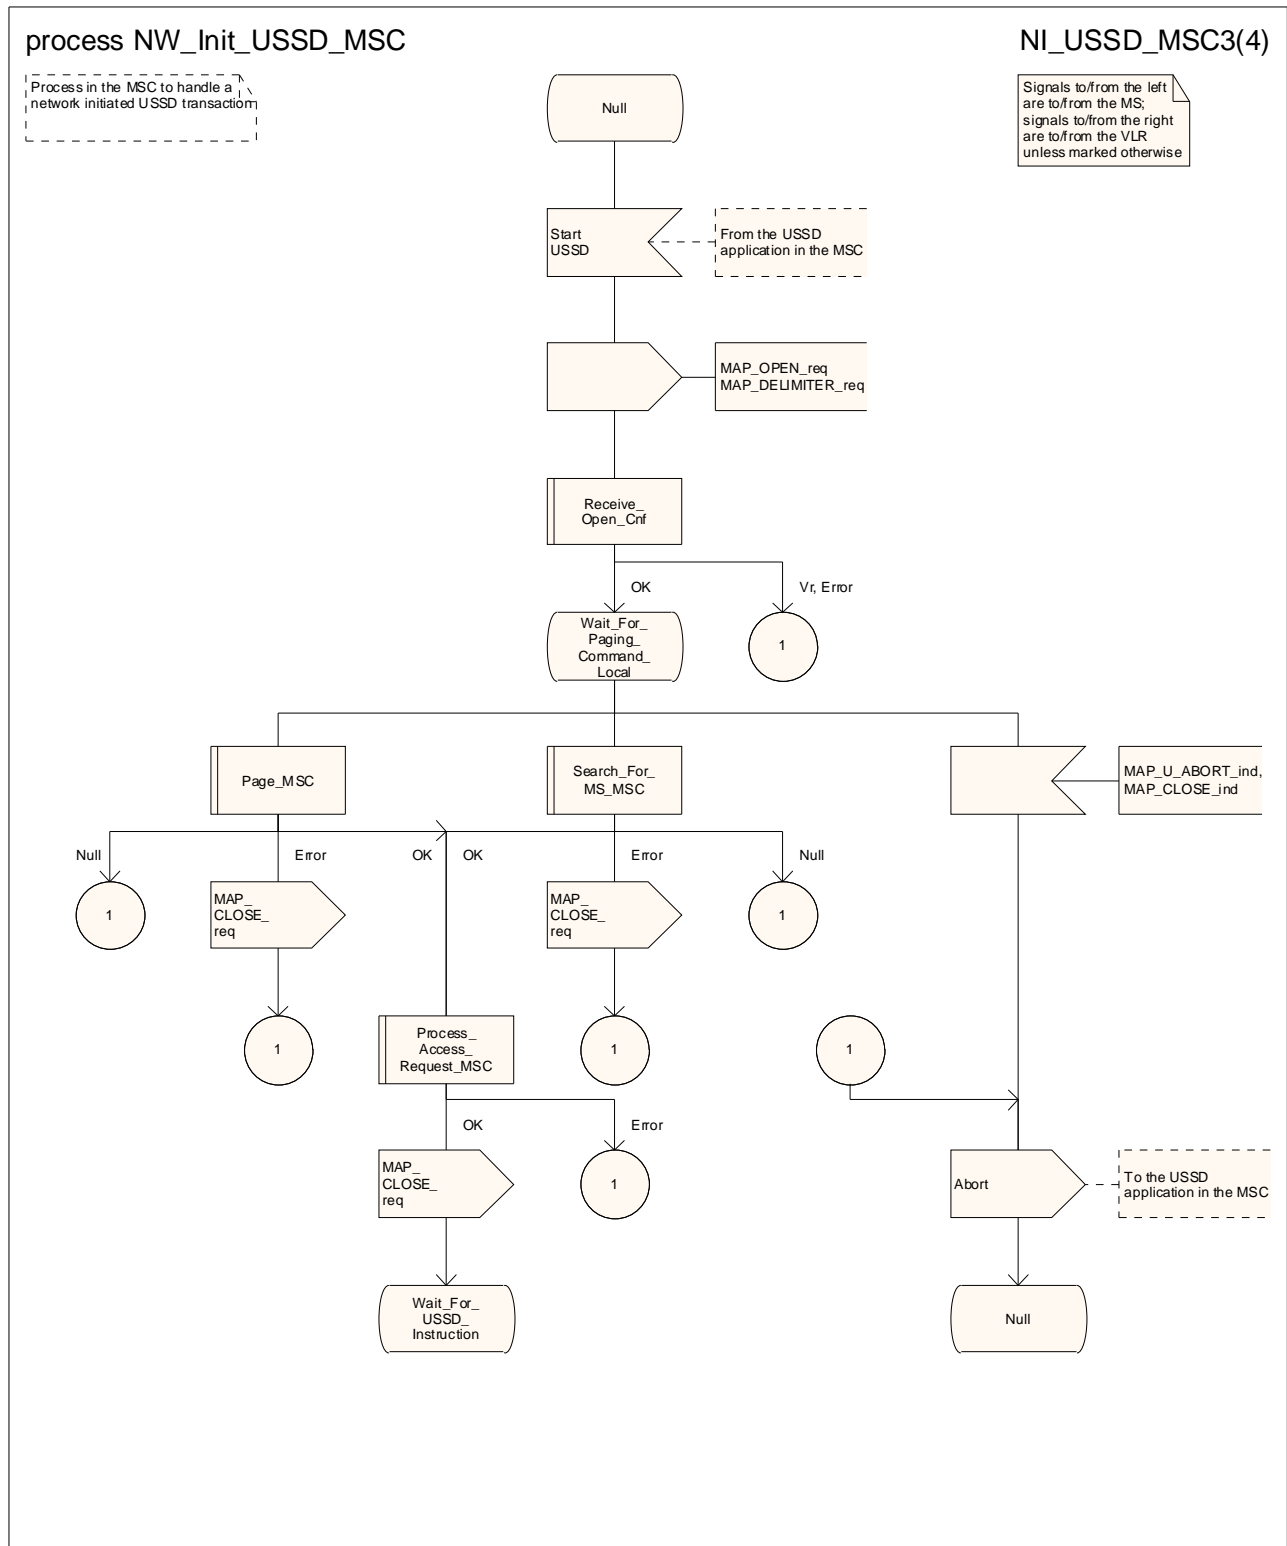 process NW_Init_USSD_MSC
NI_USSD_MSC3(4)
Process in the MSC to handle a
network initiated USSD transaction
Signals to/from the left
are to/from the MS;
signals to/from the right
are to/from the VLR
unless marked otherwise
Null
Start
USSD
From the USSD
application in the MSC
MAP_OPEN_req
MAP_DELIMITER_req
Receive_
Open_Cnf
OK
Vr, Error
Wait_For_
Paging_
Command_
Local
1
Page_MSC
Search_For_
MS_MSC
MAP_U_ABORT_ind,
MAP_CLOSE_ind
Null
Error
OK
OK
Error
Null
1
MAP_
CLOSE_
req
MAP_
CLOSE_
req
1
1
Process_
Access_
Request_MSC
1
1
OK
Error
MAP_
CLOSE_
req
1
Abort
To the USSD
application in the MSC
Wait_For_
USSD_
Instruction
Null